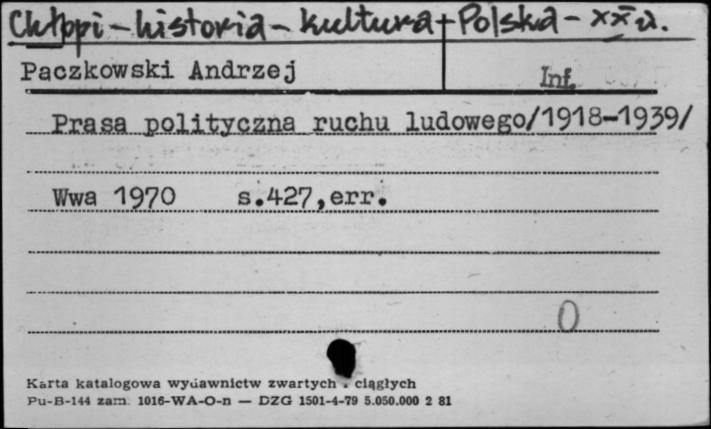 Chłopi - historia - kultura + Polska - XX w.
Paczkowski Andrzej
Inf.
Prasa polityczna ruchu ludowego/1918-1939/
Wwa 1970 s.427,err.
0
Karta katalogowa wydawnictw zwartych . ciągłych
Pu-B-144 zam. 1016-WA-O-n — DZG 1501-4-79 5.050.000 2 81